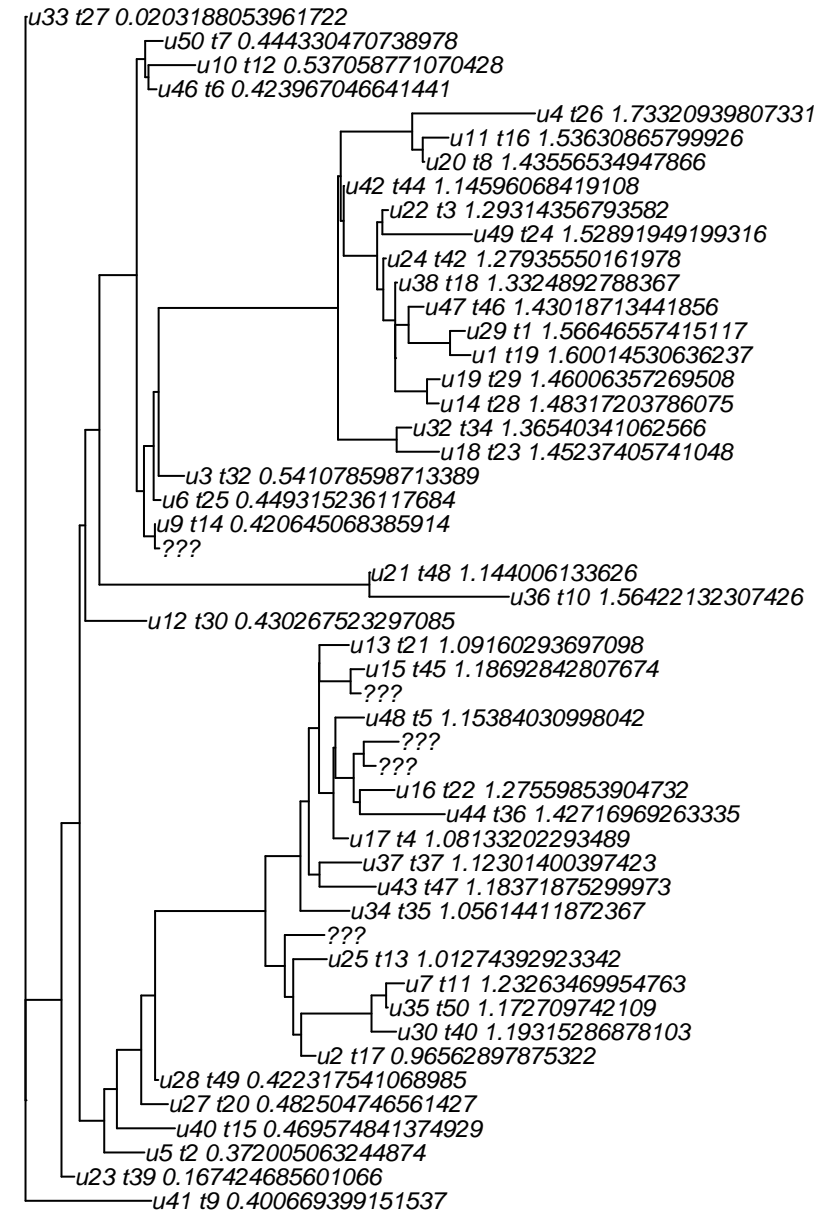 u33 t27 0.0203188053961722
u50 t7 0.444330470738978
u10 t12 0.537058771070428
u46 t6 0.423967046641441
u4 t26 1.73320939807331
u11 t16 1.53630865799926
u20 t8 1.43556534947866
u42 t44 1.14596068419108
u22 t3 1.29314356793582
u49 t24 1.52891949199316
u24 t42 1.27935550161978
u38 t18 1.3324892788367
u47 t46 1.43018713441856
u29 t1 1.56646557415117
u1 t19 1.60014530636237
u19 t29 1.46006357269508
u14 t28 1.48317203786075
u32 t34 1.36540341062566
u18 t23 1.45237405741048
u3 t32 0.541078598713389
u6 t25 0.449315236117684
u9 t14 0.420645068385914
???
u21 t48 1.144006133626
u36 t10 1.56422132307426
u12 t30 0.430267523297085
u13 t21 1.09160293697098
u15 t45 1.18692842807674
???
u48 t5 1.15384030998042
???
???
u16 t22 1.27559853904732
u44 t36 1.42716969263335
u17 t4 1.08133202293489
u37 t37 1.12301400397423
u43 t47 1.18371875299973
u34 t35 1.05614411872367
???
u25 t13 1.01274392923342
u7 t11 1.23263469954763
u35 t50 1.172709742109
u30 t40 1.19315286878103
u2 t17 0.96562897875322
u28 t49 0.422317541068985
u27 t20 0.482504746561427
u40 t15 0.469574841374929
u5 t2 0.372005063244874
u23 t39 0.167424685601066
u41 t9 0.400669399151537